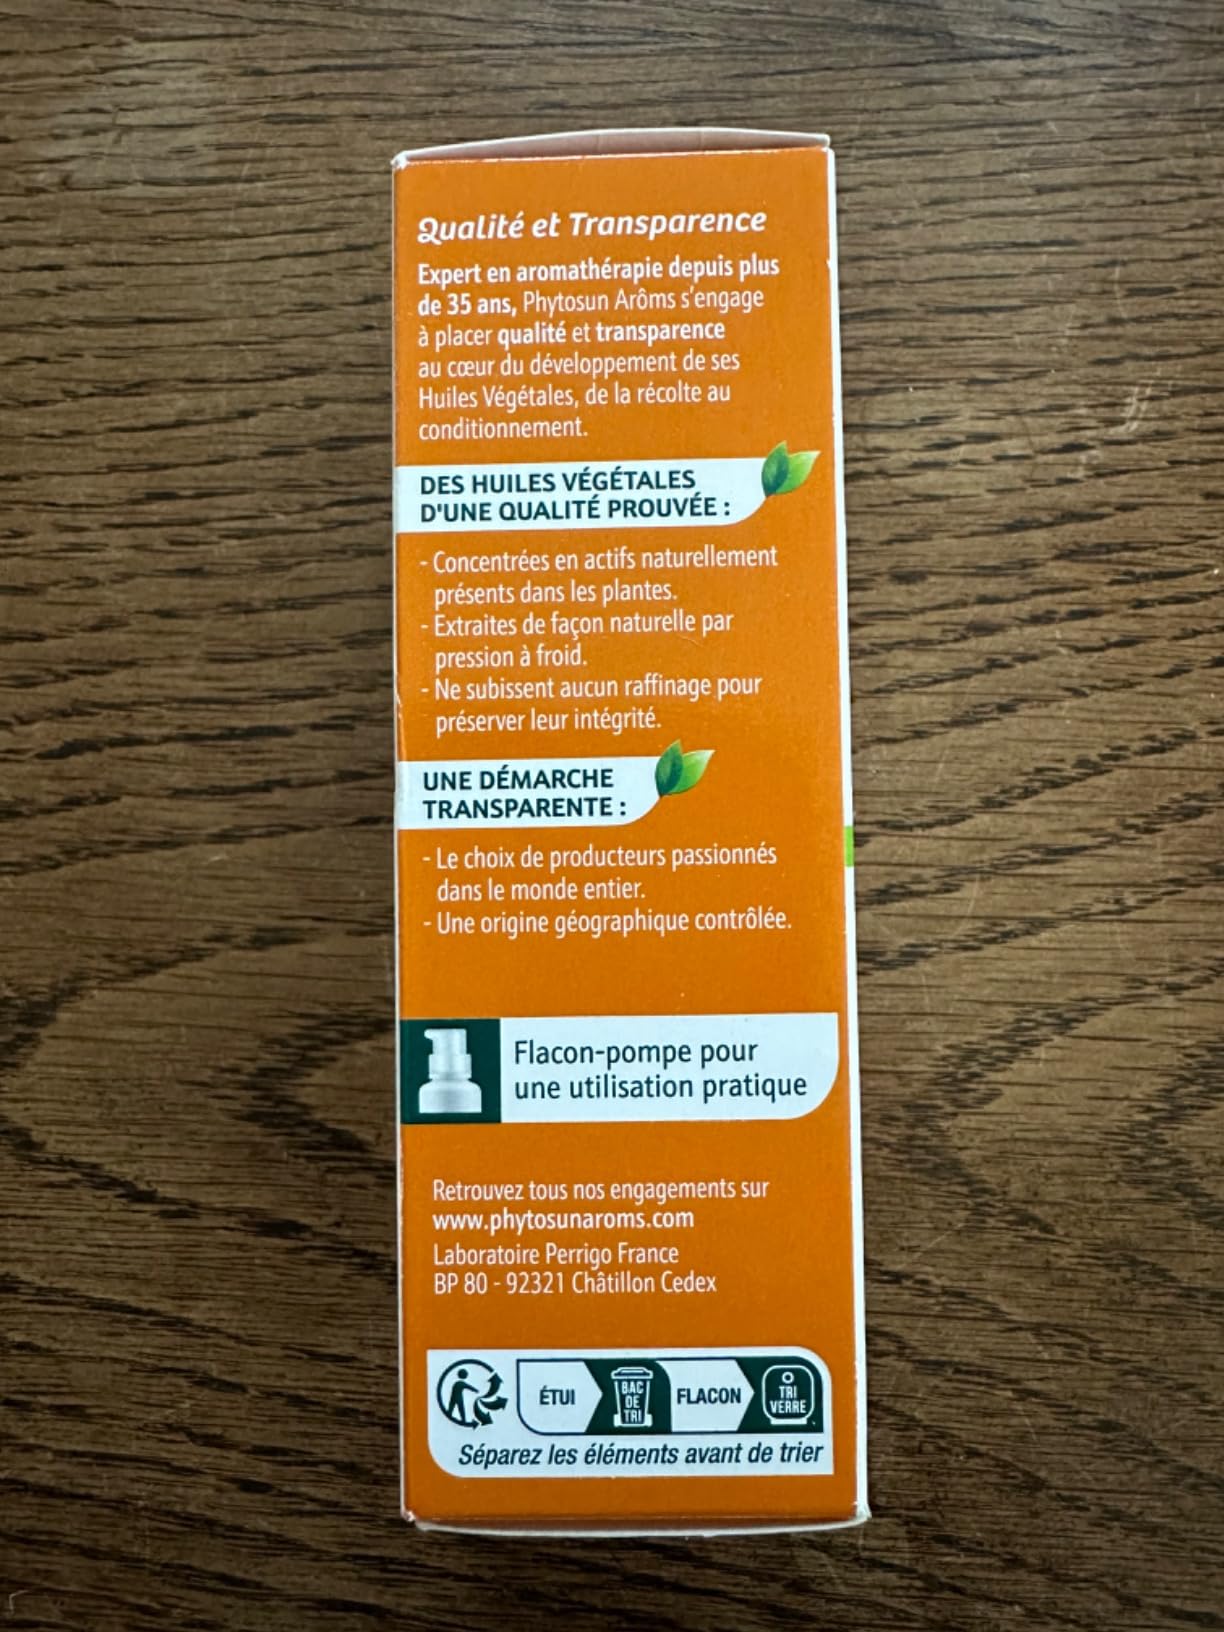 Qualité et Transparence
Expert en aromathérapie depuis plus
de 35 ans, Phytosun Arôms s'engage
à placer qualité et transparence
au cœur du développement de ses
Huiles Végétales, de la récolte au
conditionnement.
DES HUILES VÉGÉTALES
D'UNE QUALITÉ PROUVÉE :
- Concentrées en actifs naturellement
présents dans les plantes.
- Extraites de façon naturelle par
pression à froid.
- Ne subissent aucun raffinage pour
préserver leur intégrité.
UNE DÉMARCHE
TRANSPARENTE :
- Le choix de producteurs passionnés
dans le monde entier.
- Une origine géographique contrôlée.
Flacon-pompe pour
une utilisation pratique
Retrouvez tous nos engagements sur
www.phytosunaroms.com
Laboratoire Perrigo France
BP 80 - 92321 Châtillon Cedex
ÉTUI
BAC
DE
TRI
FLACON
TRI
VERRE
Séparez les éléments avant de trier